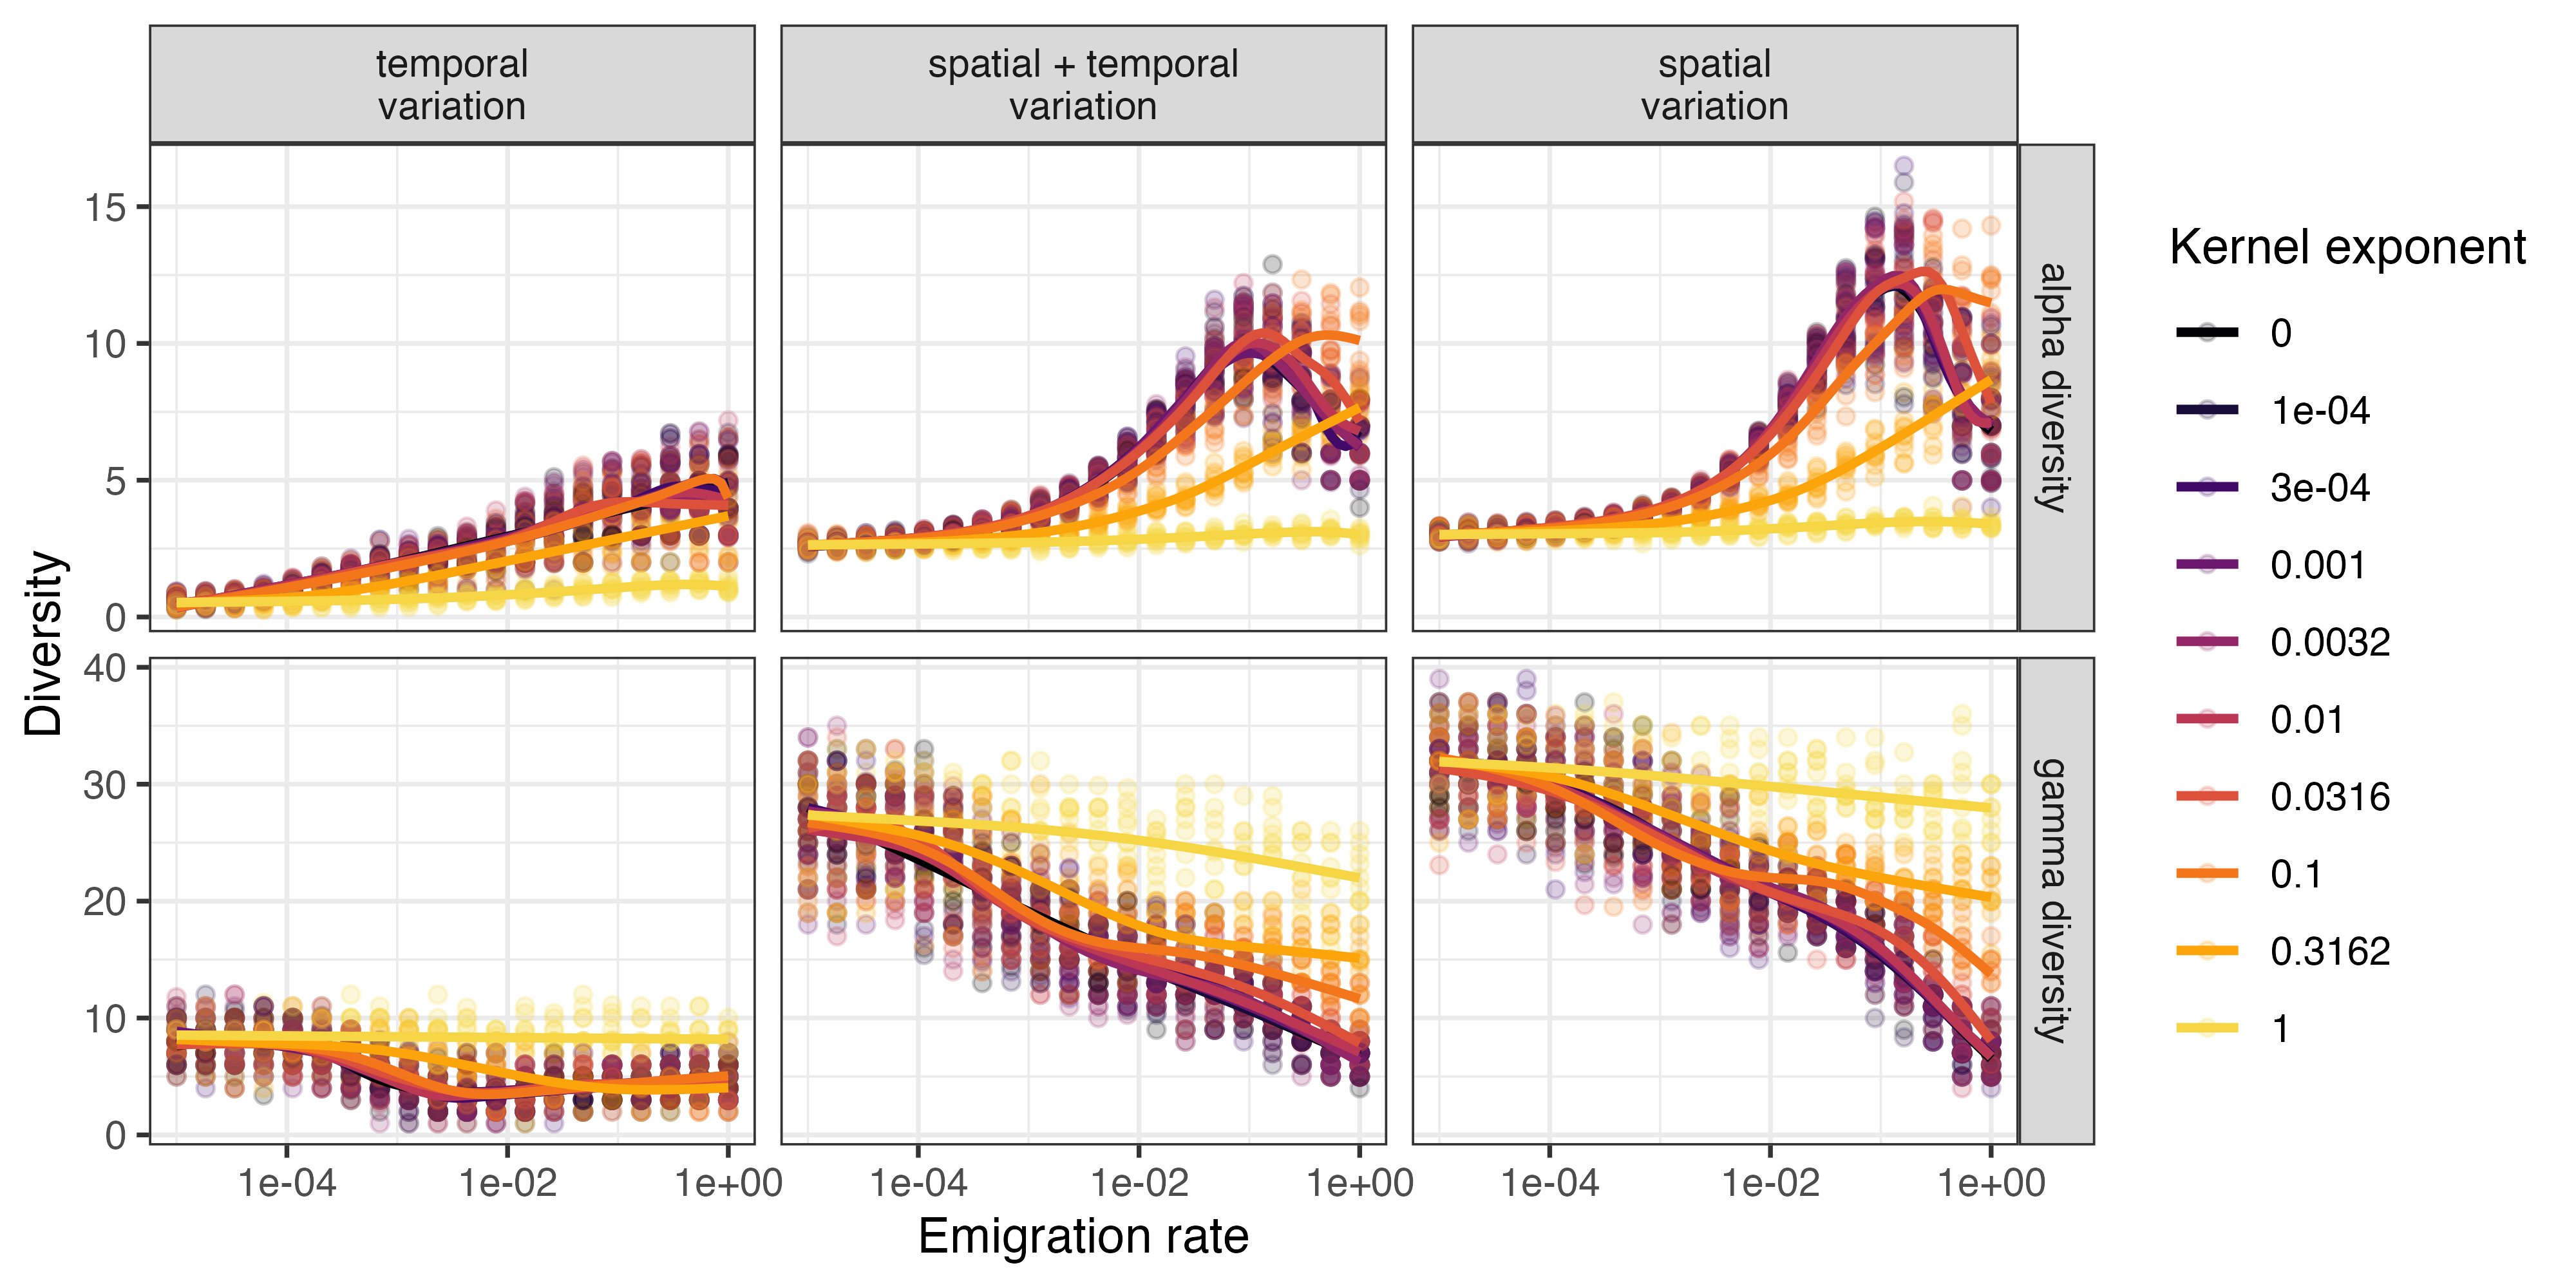 temporal
variation
spatial + temporal
variation
spatial
variation
Diversity
15
10
5
0
alpha diversity
40
30
20
10
0
gamma diversity
1e-04
1e-02
1e+00
1e-04
1e-02
1e+00
1e-04
1e-02
1e+00
Emigration rate
Kernel exponent
0
1e-04
3e-04
0.001
0.0032
0.01
0.0316
0.1
0.3162
1